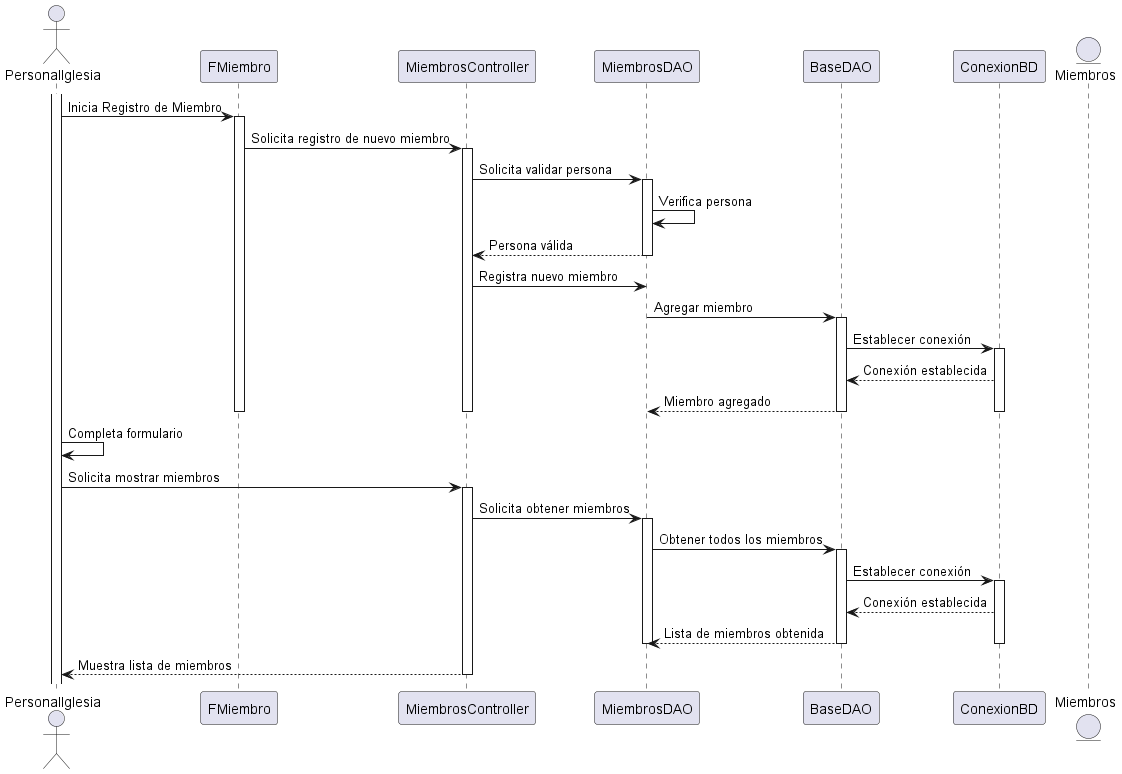 PersonalIglesia
FMiembro
MiembrosController
MiembrosDAO
BaseDAO
ConexionBD
Miembros
Inicia Registro de Miembro
Solicita registro de nuevo miembro
Solicita validar persona
Verifica persona
Persona válida
Registra nuevo miembro
Agregar miembro
Establecer conexión
Conexión establecida
Miembro agregado
Completa formulario
Solicita mostrar miembros
Solicita obtener miembros
Obtener todos los miembros
Establecer conexión
Conexión establecida
Lista de miembros obtenida
Muestra lista de miembros
PersonalIglesia
FMiembro
MiembrosController
MiembrosDAO
BaseDAO
ConexionBD
Miembros